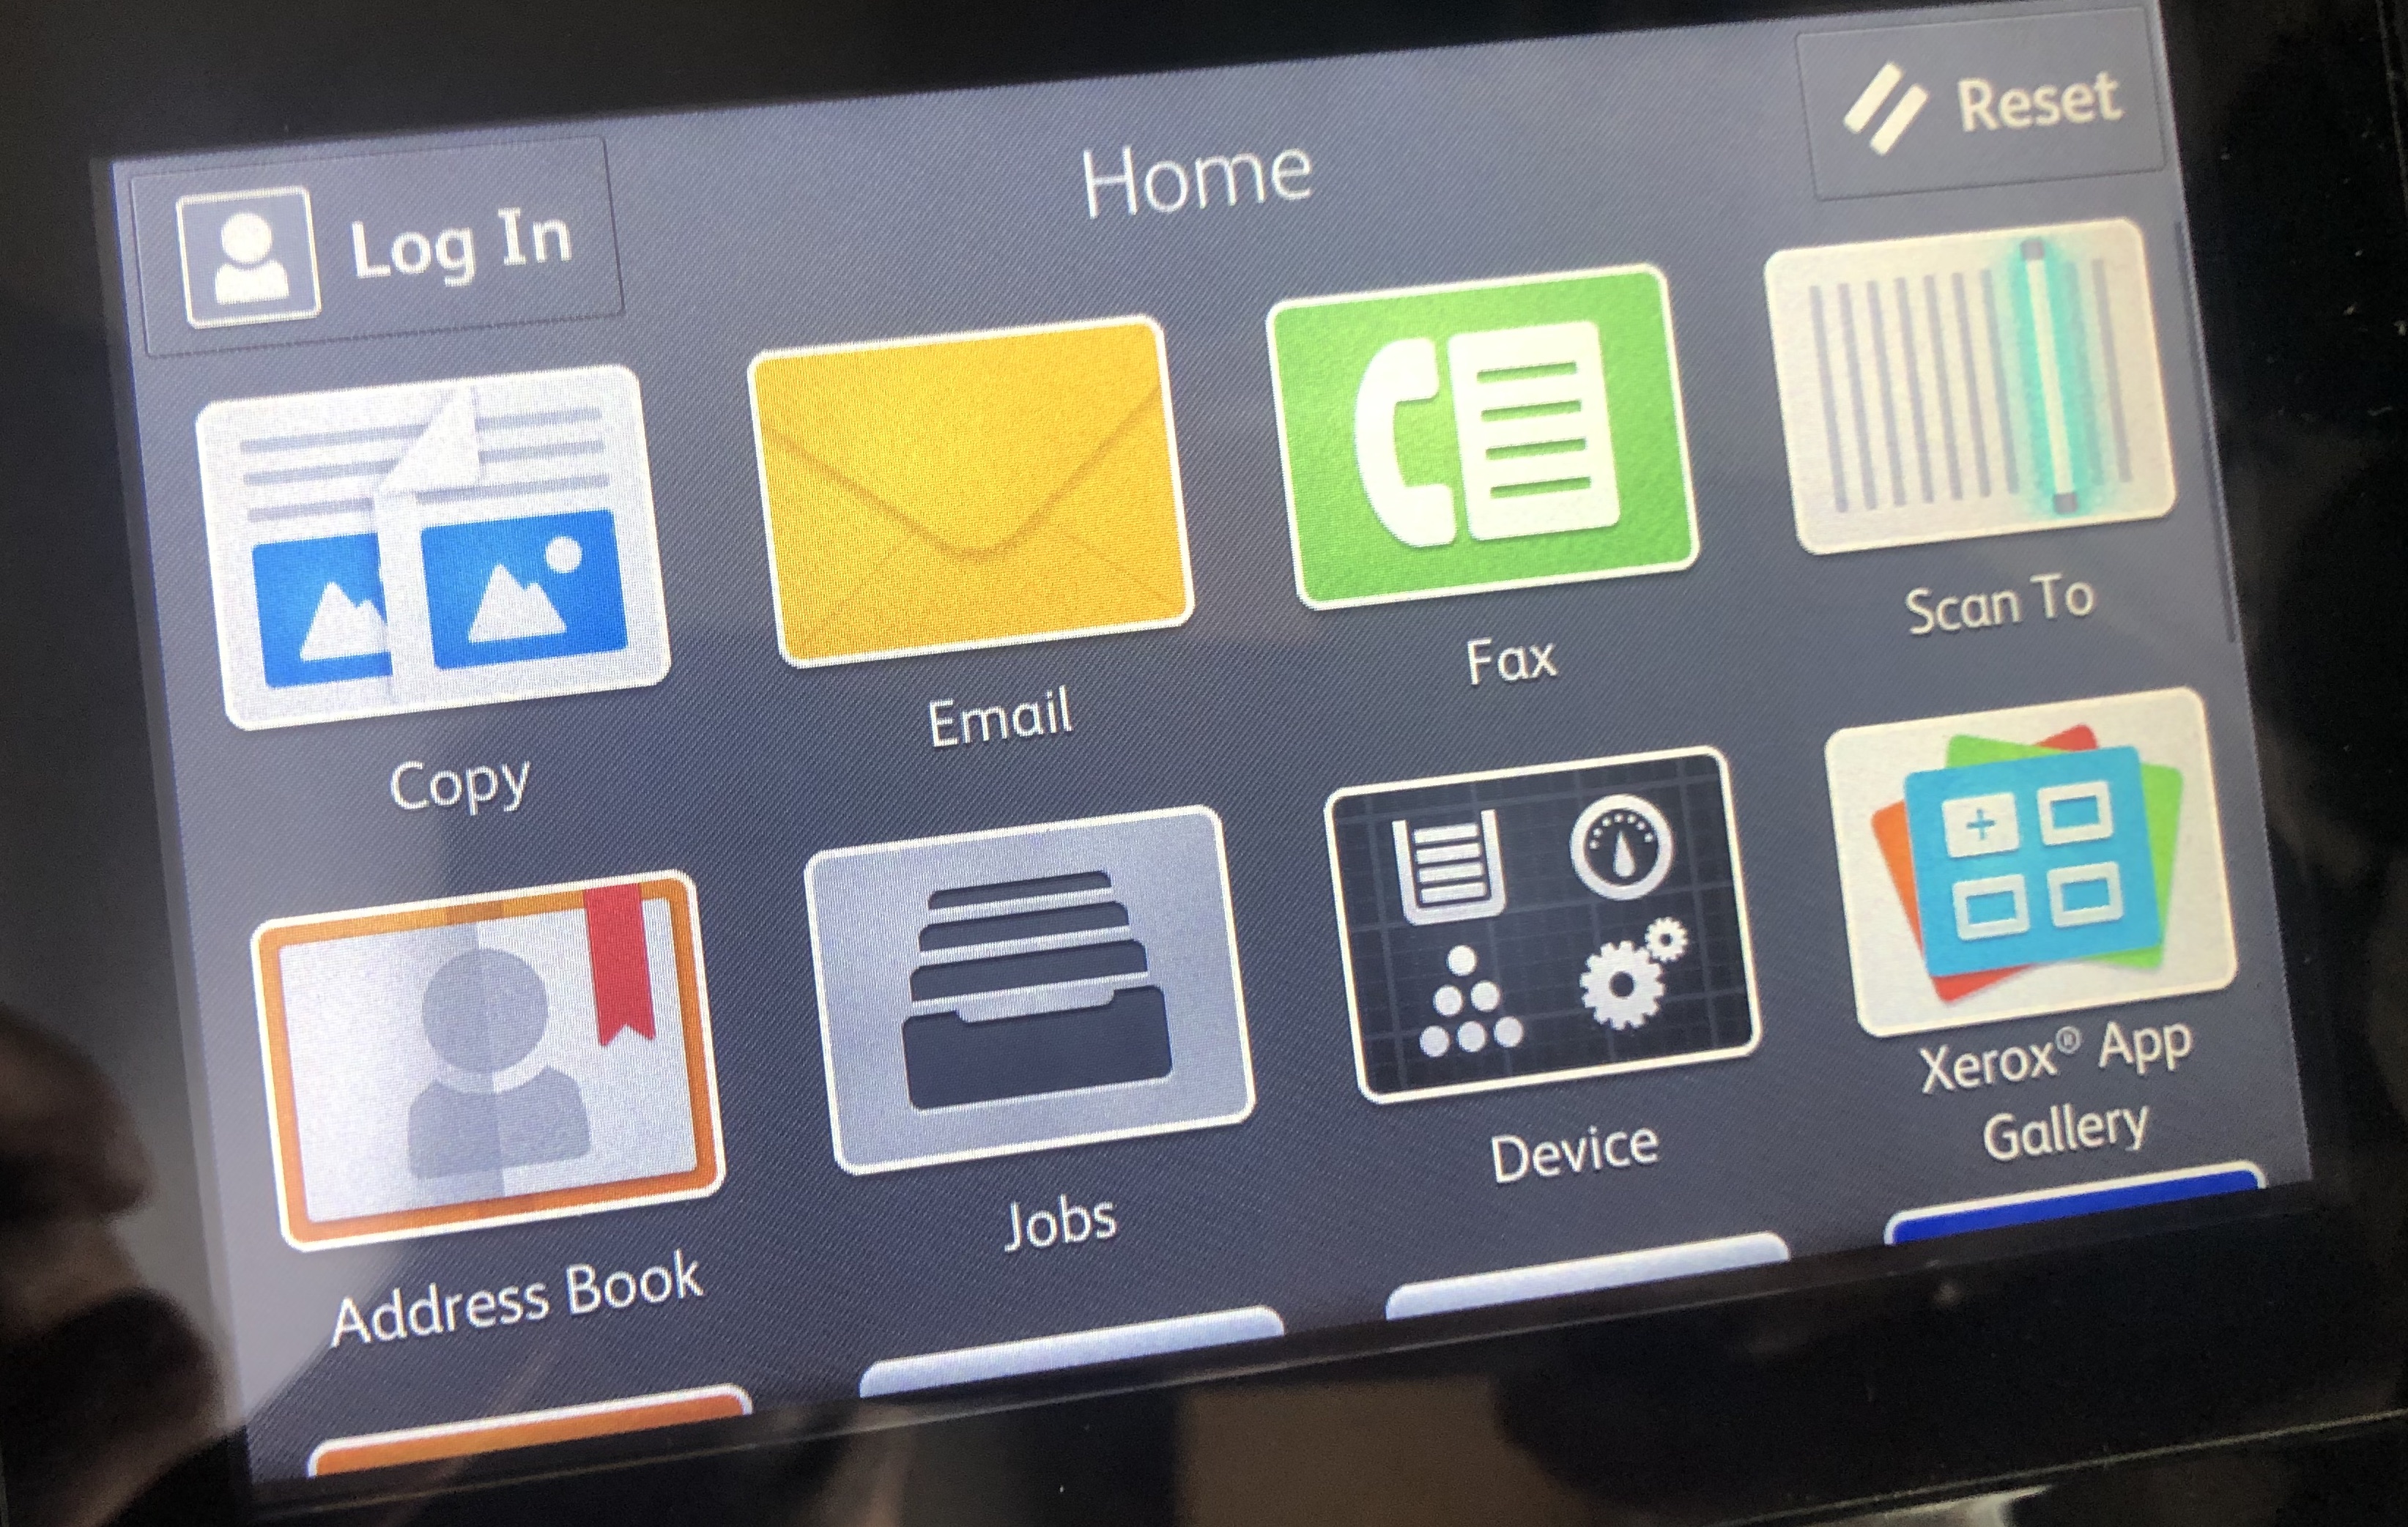 Log In
Home
Reset
Copy
Email
Fax
Scan To
Address Book
Jobs
Device
Xerox® App
Gallery